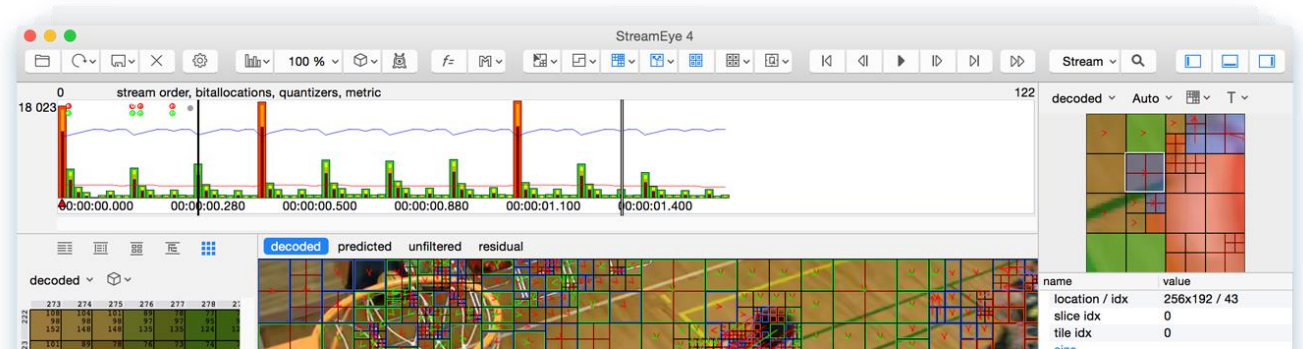 StreamEye 4
100 %
f=
M
Stream
0 stream order, bitallocations, quantizers, metric 122
18 023
00:00:00.000 00:00:00.280 00:00:00.500 00:00:00.880 00:00:01.100 00:00:01.400
decoded Auto T
decoded predicted unfiltered residual
decoded
273 274 275 276 277 278
222
name value
location / idx 256x192 / 43
slice idx 0
tile idx 0
size